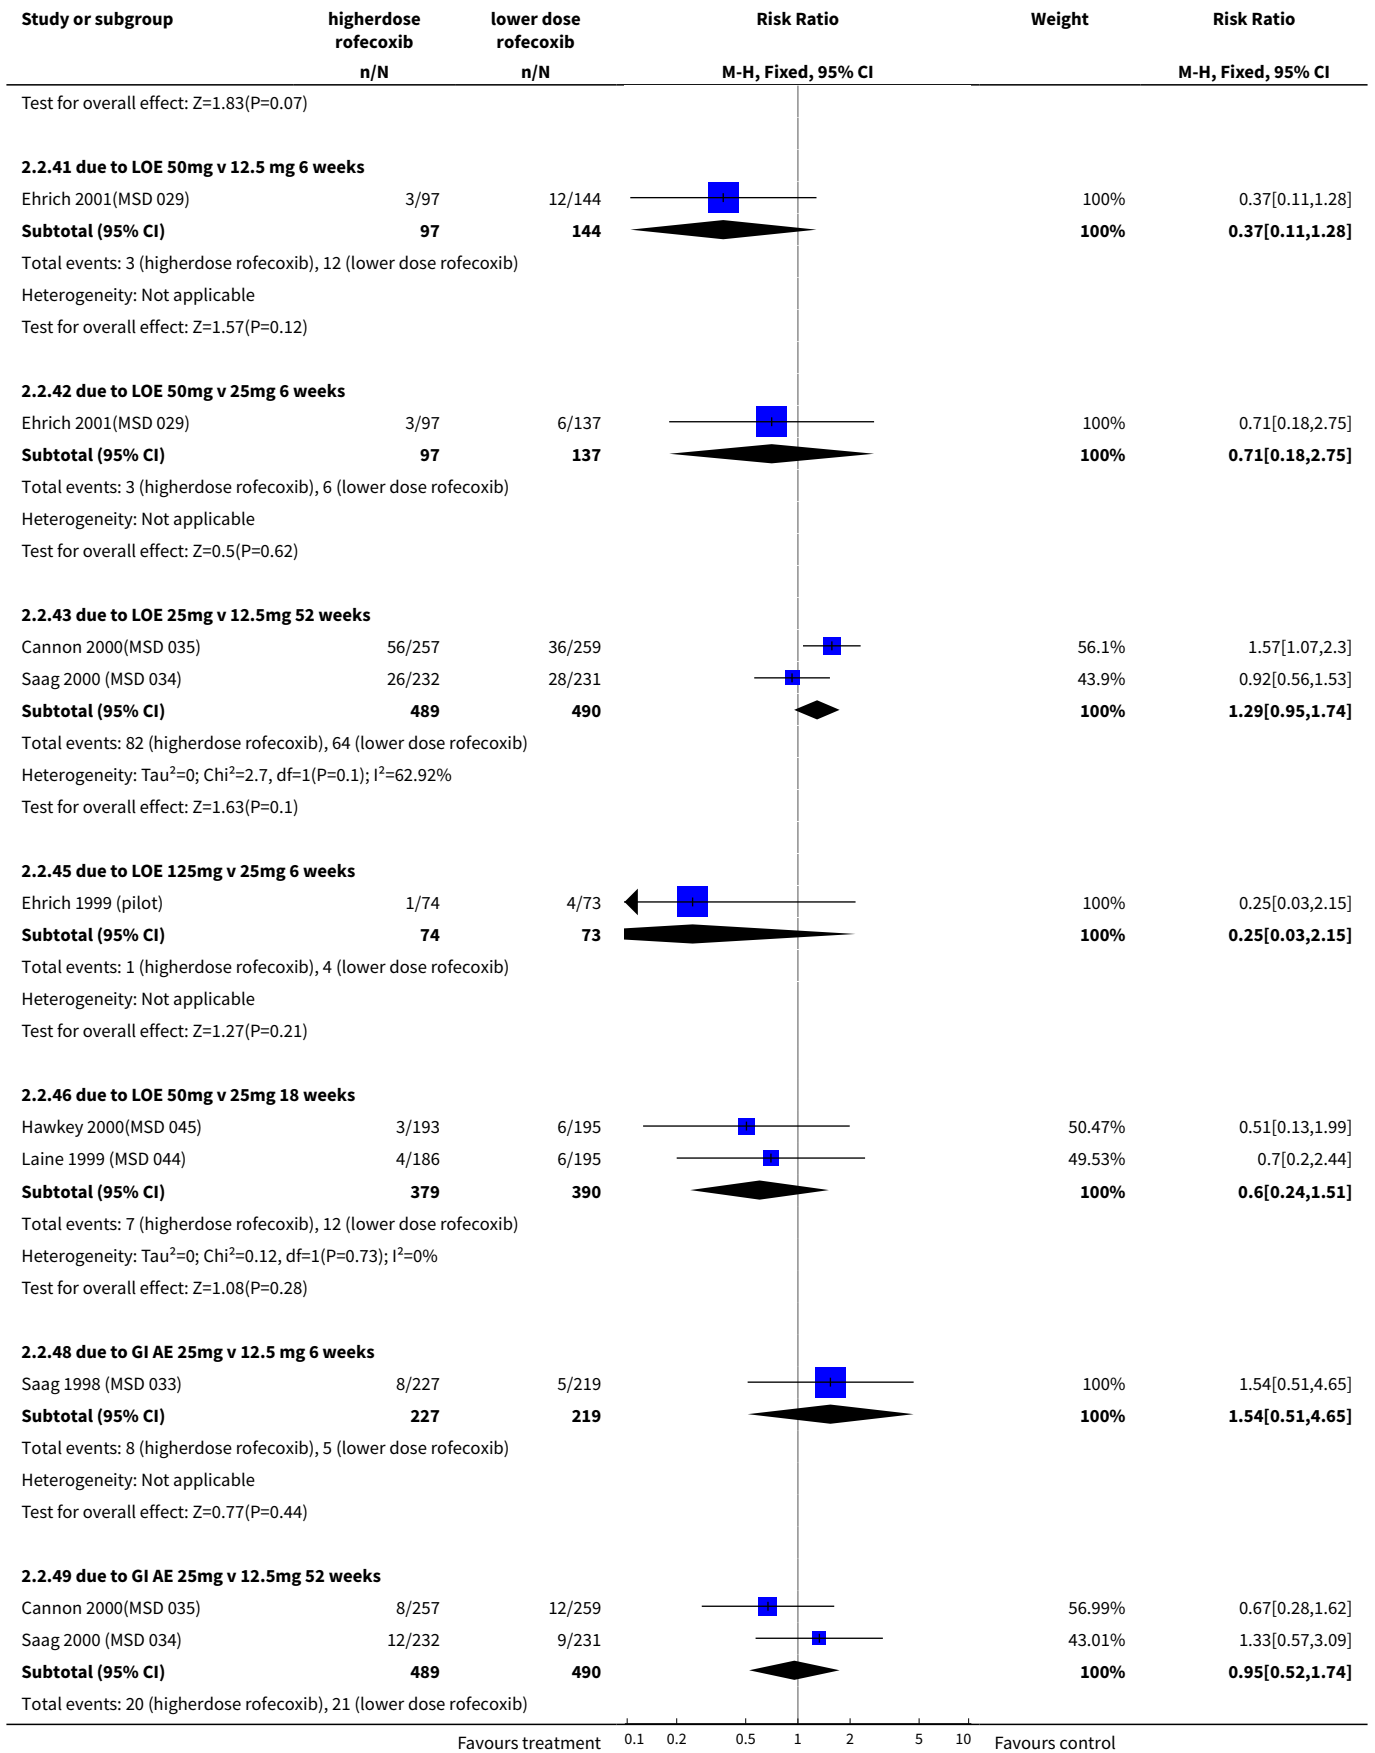 Study or subgroup higherdose rofecoxib lower dose rofecoxib Risk Ratio Weight Risk Ratio
n/N n/N M-H, Fixed, 95% CI M-H, Fixed, 95% CI
Test for overall effect: Z=1.83(P=0.07)
2.2.41 due to LOE 50mg v 12.5 mg 6 weeks
Ehrich 2001(MSD 029) 3/97 12/144 100% 0.37[0.11,1.28]
Subtotal (95% CI) 97 144 100% 0.37[0.11,1.28]
Total events: 3 (higherdose rofecoxib), 12 (lower dose rofecoxib)
Heterogeneity: Not applicable
Test for overall effect: Z=1.57(P=0.12)
2.2.42 due to LOE 50mg v 25mg 6 weeks
Ehrich 2001(MSD 029) 3/97 6/137 100% 0.71[0.18,2.75]
Subtotal (95% CI) 97 137 100% 0.71[0.18,2.75]
Total events: 3 (higherdose rofecoxib), 6 (lower dose rofecoxib)
Heterogeneity: Not applicable
Test for overall effect: Z=0.5(P=0.62)
2.2.43 due to LOE 25mg v 12.5mg 52 weeks
Cannon 2000(MSD 035) 56/257 36/259 56.1% 1.57[1.07,2.3]
Saag 2000 (MSD 034) 26/232 28/231 43.9% 0.92[0.56,1.53]
Subtotal (95% CI) 489 490 100% 1.29[0.95,1.74]
Total events: 82 (higherdose rofecoxib), 64 (lower dose rofecoxib)
Heterogeneity: Tau²=0; Chi²=2.7, df=1(P=0.1); I²=62.92%
Test for overall effect: Z=1.63(P=0.1)
2.2.45 due to LOE 125mg v 25mg 6 weeks
Ehrich 1999 (pilot) 1/74 4/73 100% 0.25[0.03,2.15]
Subtotal (95% CI) 74 73 100% 0.25[0.03,2.15]
Total events: 1 (higherdose rofecoxib), 4 (lower dose rofecoxib)
Heterogeneity: Not applicable
Test for overall effect: Z=1.27(P=0.21)
2.2.46 due to LOE 50mg v 25mg 18 weeks
Hawkey 2000(MSD 045) 3/193 6/195 50.47% 0.51[0.13,1.99]
Laine 1999 (MSD 044) 4/186 6/195 49.53% 0.7[0.2,2.44]
Subtotal (95% CI) 379 390 100% 0.6[0.24,1.51]
Total events: 7 (higherdose rofecoxib), 12 (lower dose rofecoxib)
Heterogeneity: Tau²=0; Chi²=0.12, df=1(P=0.73); I²=0%
Test for overall effect: Z=1.08(P=0.28)
2.2.48 due to GI AE 25mg v 12.5 mg 6 weeks
Saag 1998 (MSD 033) 8/227 5/219 100% 1.54[0.51,4.65]
Subtotal (95% CI) 227 219 100% 1.54[0.51,4.65]
Total events: 8 (higherdose rofecoxib), 5 (lower dose rofecoxib)
Heterogeneity: Not applicable
Test for overall effect: Z=0.77(P=0.44)
2.2.49 due to GI AE 25mg v 12.5mg 52 weeks
Cannon 2000(MSD 035) 8/257 12/259 56.99% 0.67[0.28,1.62]
Saag 2000 (MSD 034) 12/232 9/231 43.01% 1.33[0.57,3.09]
Subtotal (95% CI) 489 490 100% 0.95[0.52,1.74]
Total events: 20 (higherdose rofecoxib), 21 (lower dose rofecoxib)
Favours treatment 0.1 0.2 0.5 1 2 5 10 Favours control